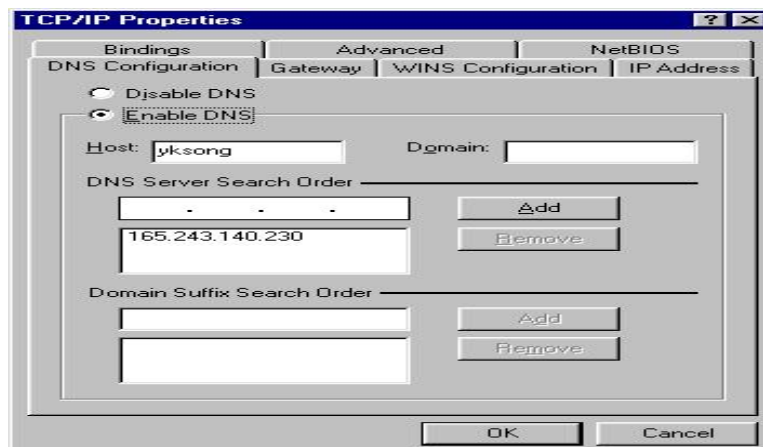 TCP/IP Properties
? ×
Bindings Advanced NetBIOS
DNS Configuration Gateway WINS Configuration IP Address
Disable DNS
Enable DNS
Host: yksong Domain:
DNS Server Search Order
. . . Add
165.243.140.230 Remove
Domain Suffix Search Order
Add
Remove
OK Cancel